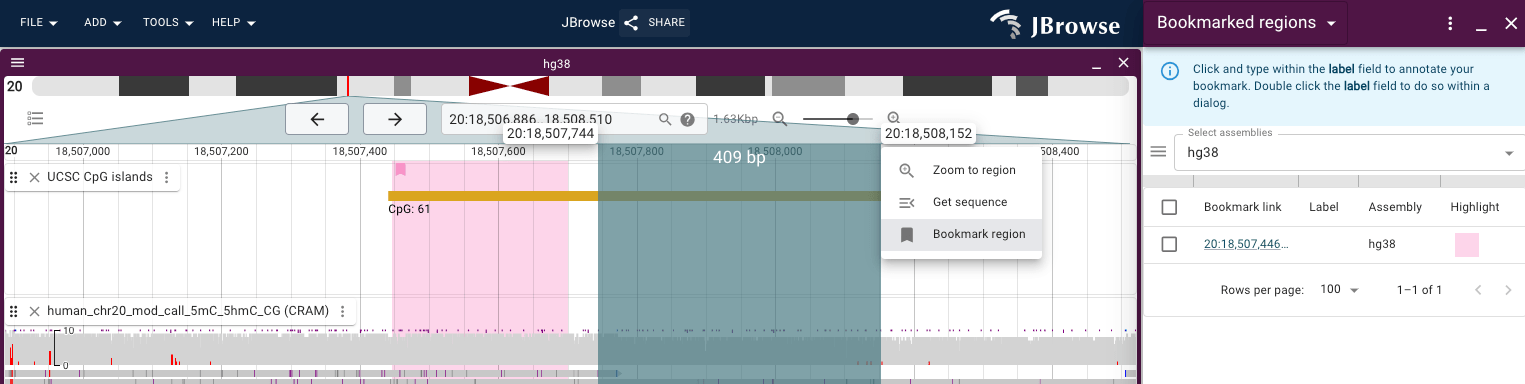 FILE ADD TOOLS HELP JBrowse SHARE JBrowse
Bookmarked regions
hg38
20
20:18,506,886 18,508,510 1.63Kbp
20:18,507,744 20:18,508,152
20 18,507,000 18,507,200 18,507,400 18,507,600 18,507,800 18,508,000 508,400
409 bp
UCSC CpG islands
CpG: 61
Zoom to region
Get sequence
Bookmark region
human_chr20_mod_call_5mC_5hmC_CG (CRAM)
10
0
Click and type within the label field to annotate your
bookmark. Double click the label field to do so within a
dialog.
Select assemblies
hg38
Bookmark link Label Assembly Highlight
20:18,507,446… hg38
Rows per page: 100 1–1 of 1